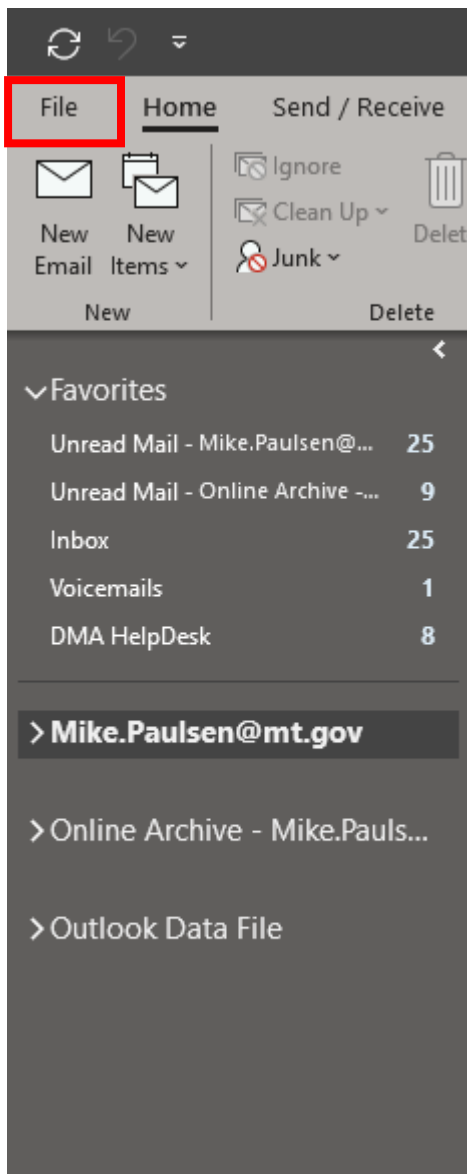 File Home Send / Receive
Ignore
Clean Up
Junk
New Email
New Items
Delet
New Delete
Favorites
Unread Mail - Mike.Paulsen@... 25
Unread Mail - Online Archive -... 9
Inbox 25
Voicemails 1
DMA HelpDesk 8
Mike.Paulsen@mt.gov
Online Archive - Mike.Pauls...
Outlook Data File